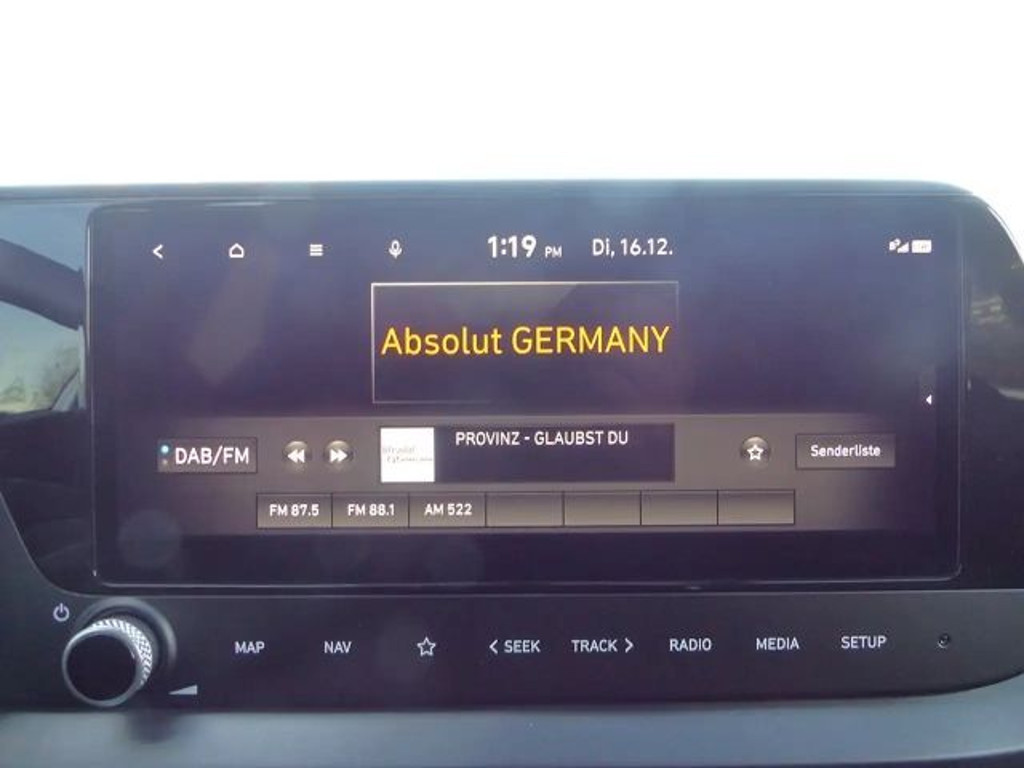 1:19 PM Di, 16.12.
Absolut GERMANY
DAB/FM
PROVINZ - GLAUBST DU
Senderliste
FM 87.5 FM 88.1 AM 522
MAP NAV < SEEK TRACK > RADIO MEDIA SETUP